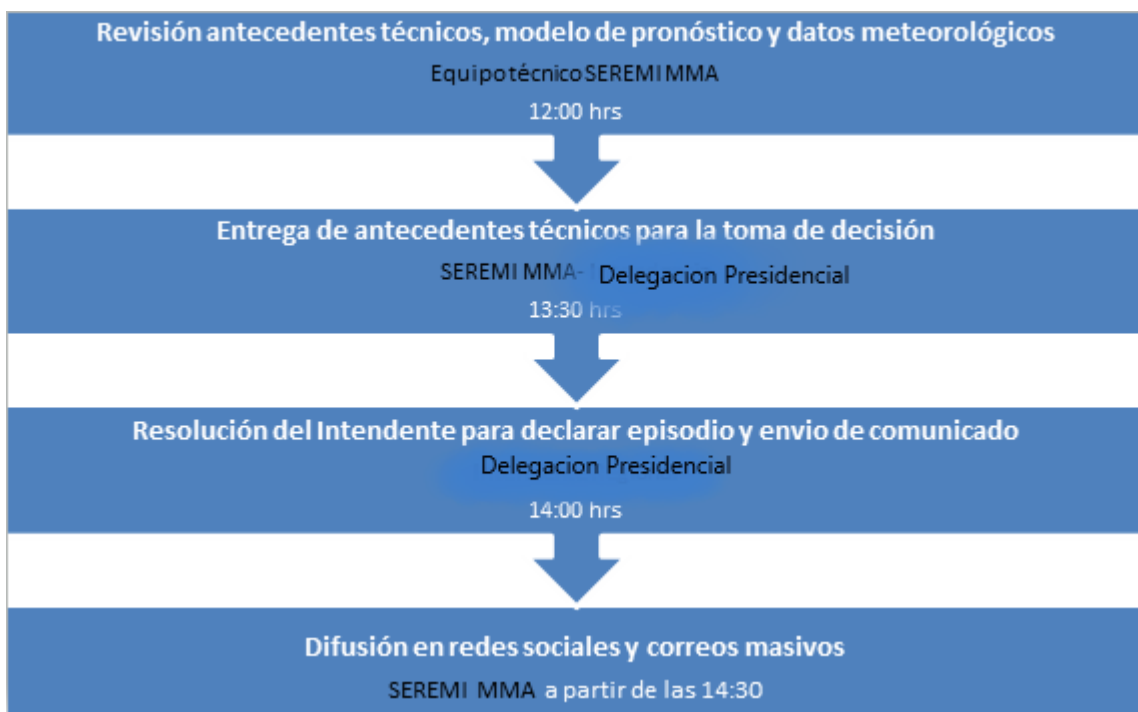 Revisión antecedentes técnicos, modelo de pronóstico y datos meteorológicos
Equipo técnico SEREMI MMA
12:00 hrs
Entrega de antecedentes técnicos para la toma de decisión
SEREMI MMA- Delegacion Presidencial
13:30 hrs
Resolución del Intendente para declarar episodio y envio de comunicado
Delegacion Presidencial
14:00 hrs
Difusión en redes sociales y correos masivos
SEREMI MMA a partir de las 14:30